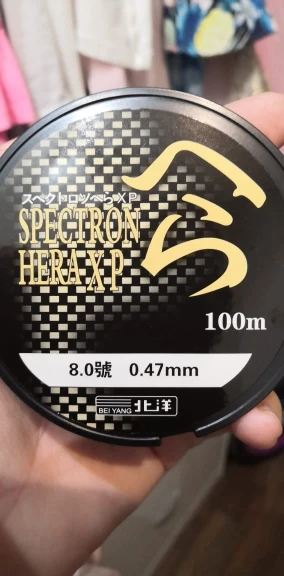 へら
スペクトロンへらXP
SPECTRON
HERA XP
100m
8.0號 0.47mm
BEI YANG 北洋